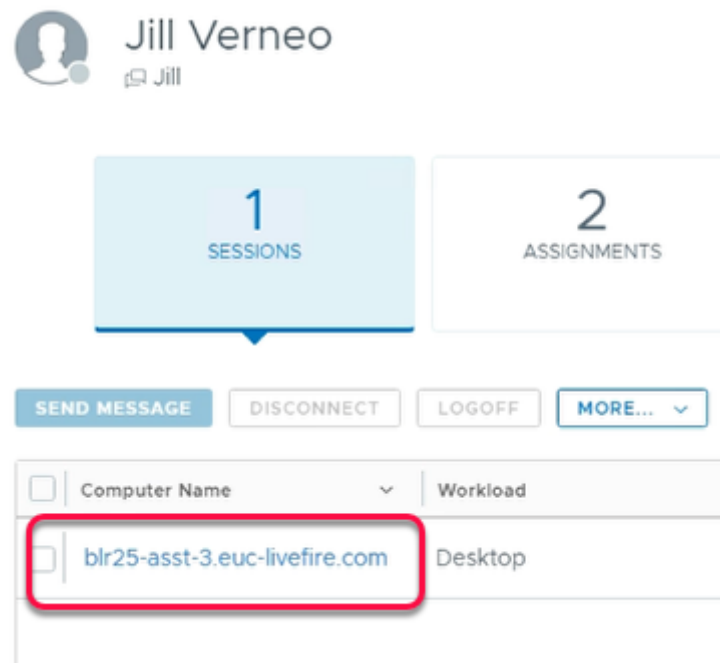 Jill Verneo
Jill
1 2
SESSIONS ASSIGNMENTS
SEND MESSAGE DISCONNECT LOGOFF MORE...
Computer Name Workload
blr25-asst-3.euc-livefire.com Desktop